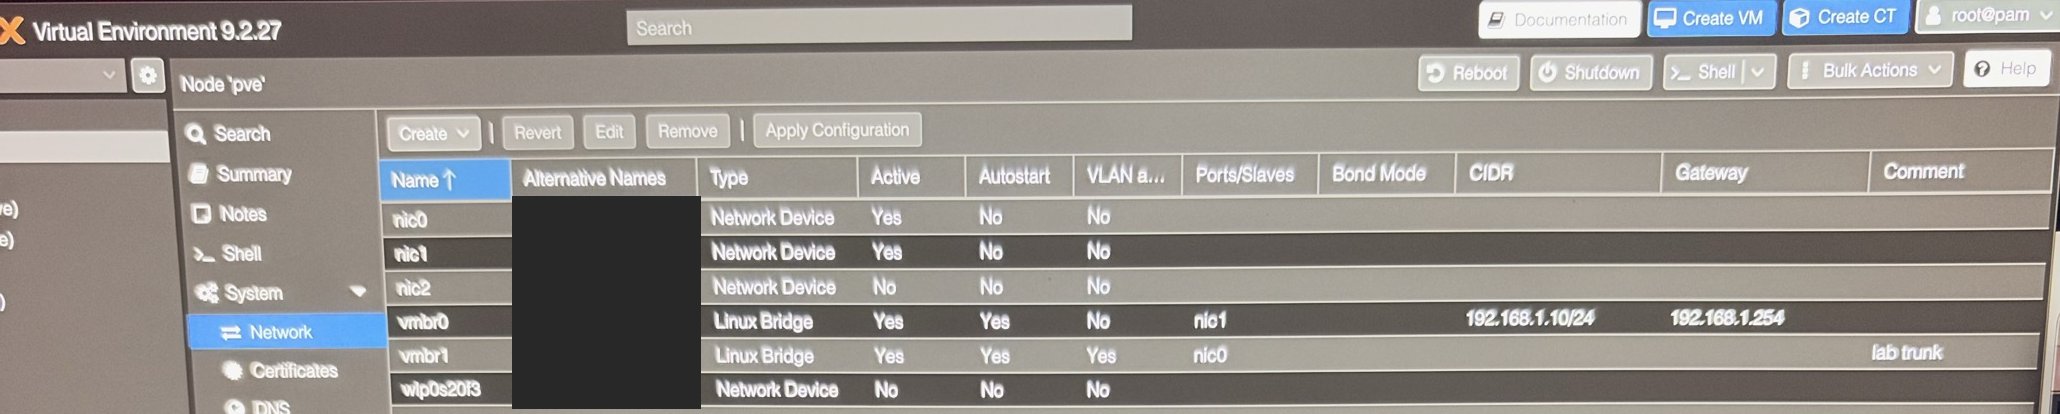 Virtual Environment 9.2.27 Search Documentation Create VM Create CT root@pam
Node 'pve' Reboot Shutdown Shell Bulk Actions Help
Search Create Revert Edit Remove Apply Configuration
Summary Name Alternative Names Type Active Autostart VLAN a... Ports/Slaves Bond Mode CIDR Gateway Comment
ve) Notes nic0 Network Device Yes No No
e) Shell nic1 Network Device Yes No No
) System nic2 Network Device No No No
Network vmbr0 Linux Bridge Yes Yes No nic1 192.168.1.10/24 192.168.1.254
Certificates vmbr1 Linux Bridge Yes Yes Yes nic0 lab trunk
DNS wlp0s20f3 Network Device No No No